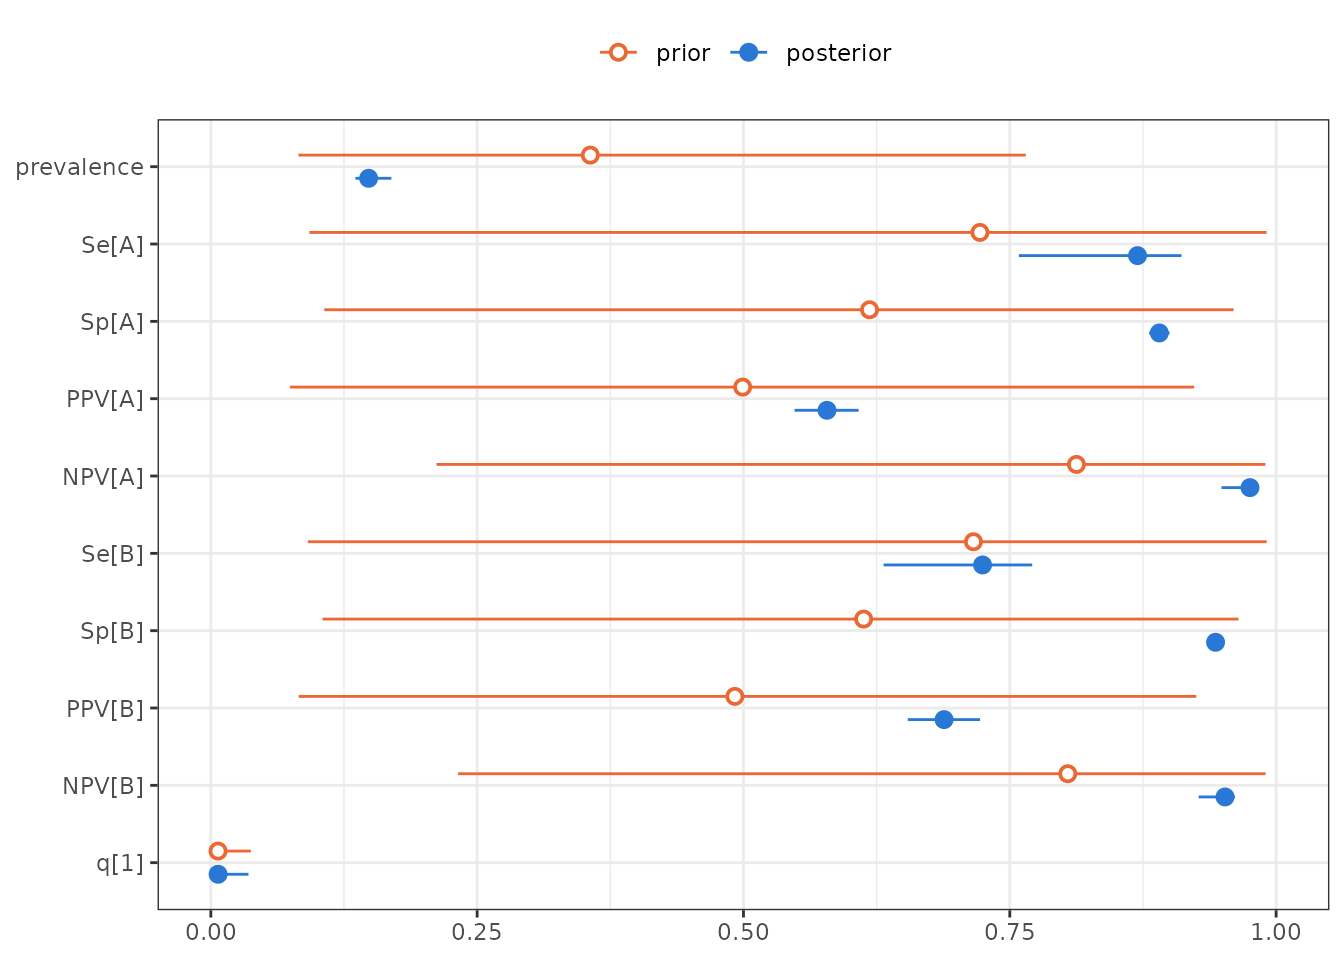 prior posterior
prevalence
Se[A]
Sp[A]
PPV[A]
NPV[A]
Se[B]
Sp[B]
PPV[B]
NPV[B]
q[1]
0.00 0.25 0.50 0.75 1.00